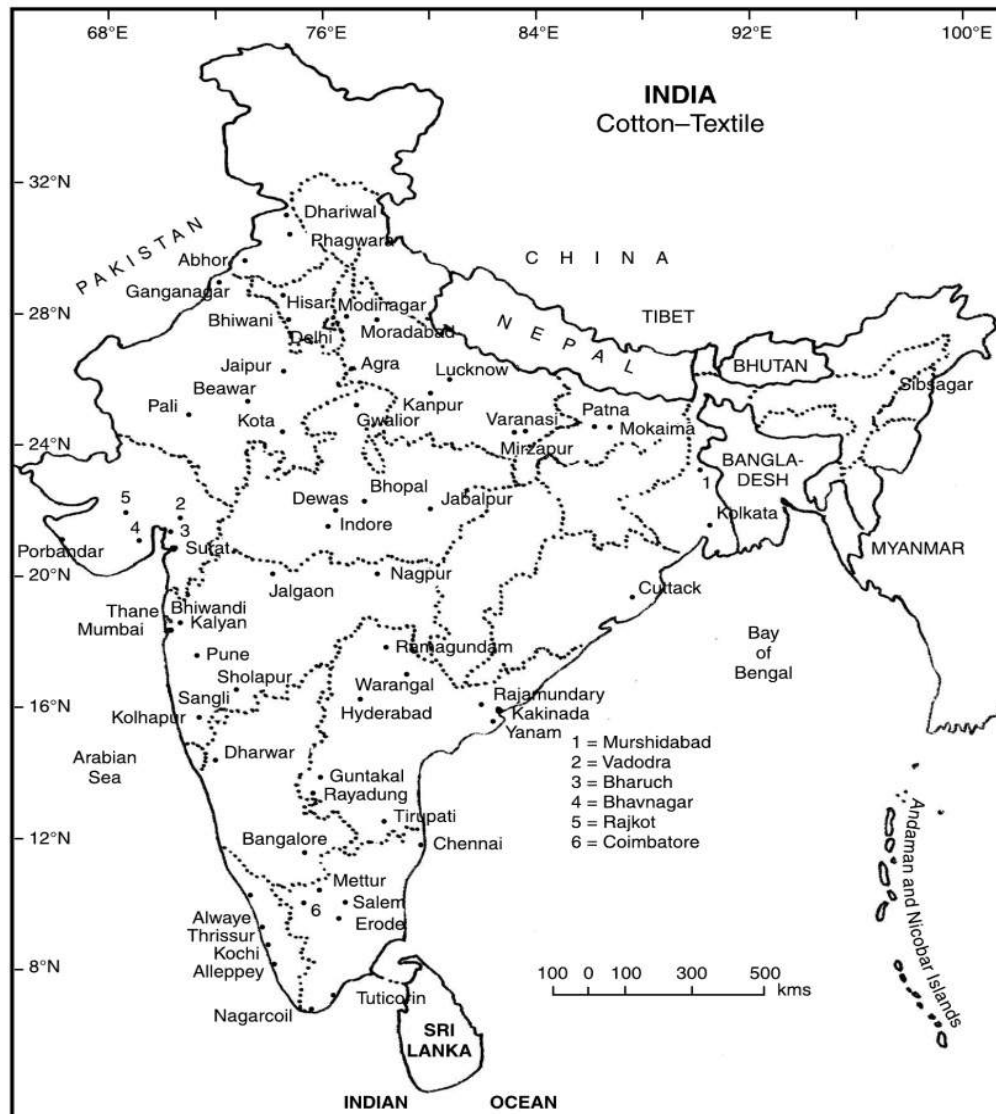 68°E 76°E 84°E 92°E 100°E
INDIA
Cotton–Textile
32°N
28°N
24°N
20°N
16°N
12°N
8°N
PAKISTAN
CHINA
TIBET
NEPAL
BHUTAN
BANGLA-
DESH
MYANMAR
Dhariwal
Phagwara
Abhor
Ganganagar
Hisar
Modinagar
Bhiwani
Delhi
Moradabad
Jaipur
Agra
Lucknow
Beawar
Pali
Kanpur
Kota
Gwalior
Varanasi
Mirzapur
Patna
Mokaima
Sibsagar
1
Dewas
Bhopal
Jabalpur
Indore
Kolkata
5
2
4
3
Porbandar
Surat
Jalgaon
Nagpur
Cuttack
Thane
Bhiwandi
Mumbai
Kalyan
Pune
Ramagundam
Sholapur
Warangal
Sangli
Hyderabad
Kolhapur
Rajamundary
Kakinada
Yanam
Bay
of
Bengal
Arabian
Sea
Dharwar
Guntakal
Rayadung
Tirupati
Bangalore
Chennai
1 = Murshidabad
2 = Vadodra
3 = Bharuch
4 = Bhavnagar
5 = Rajkot
6 = Coimbatore
Mettur
6
Salem
Erode
Alwaye
Thrissur
Kochi
Alleppey
Tuticorin
Nagarcoil
SRI
LANKA
Andaman and Nicobar Islands
100 0 100 300 500
kms
INDIAN OCEAN